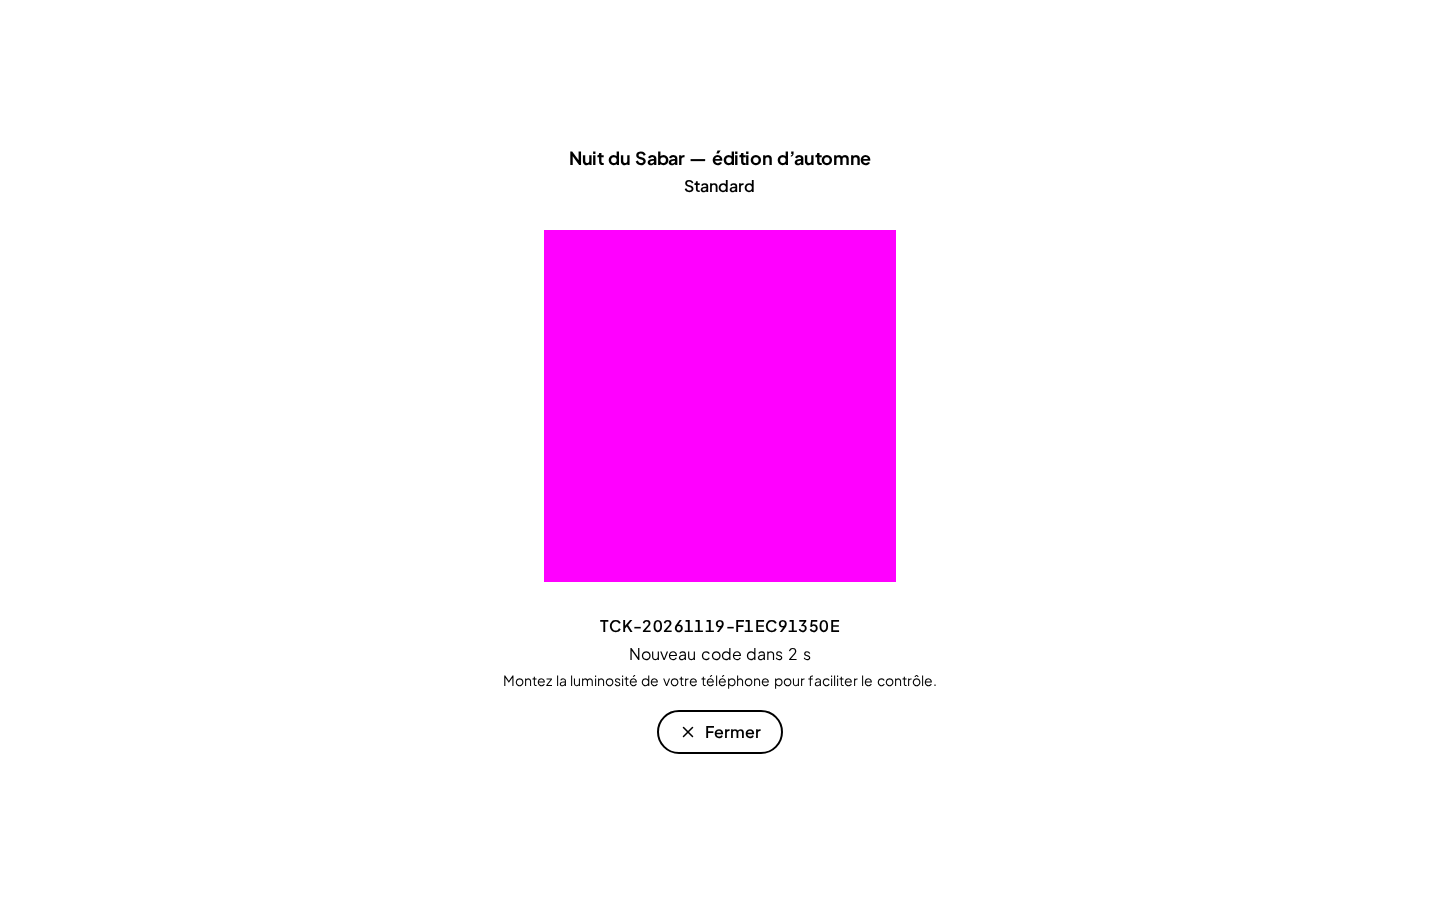 Nuit du Sabar — édition d’automne
Standard
TCK-20261119-F1EC91350E
Nouveau code dans 2 s
Montez la luminosité de votre téléphone pour faciliter le contrôle.
Fermer